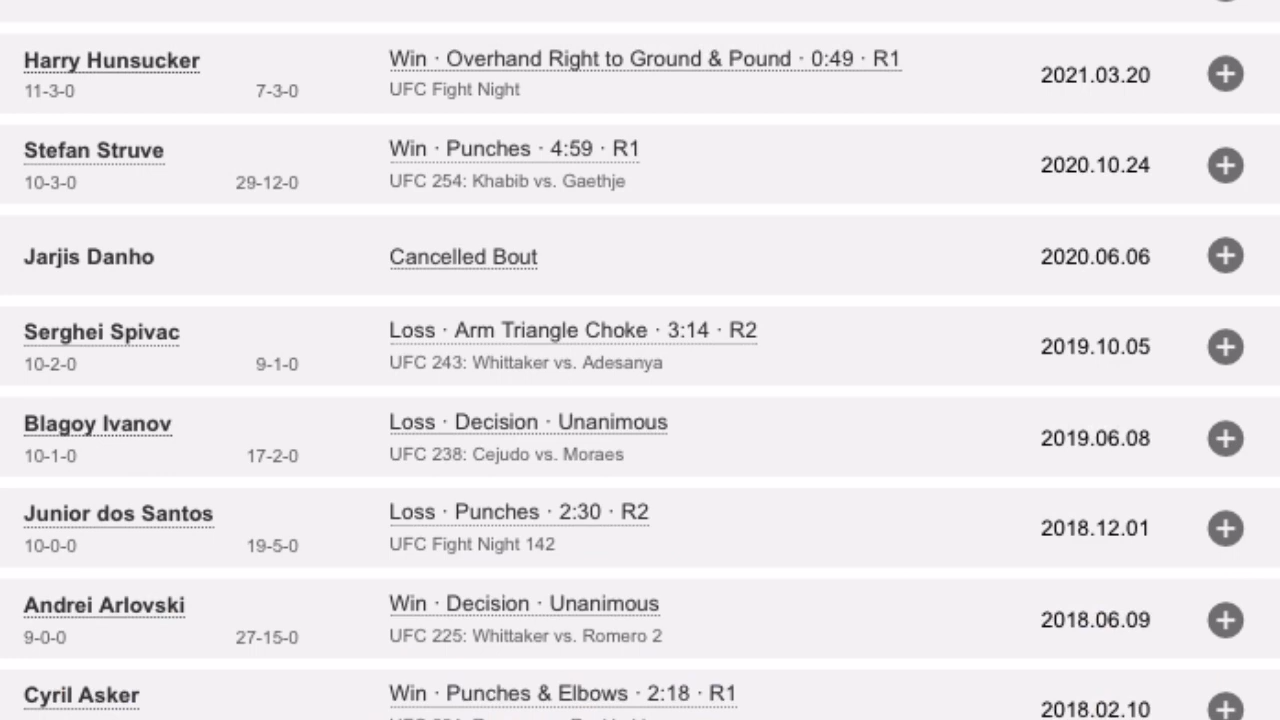 Harry Hunsucker
Win · Overhand Right to Ground & Pound · 0:49 · R1
11-3-0 7-3-0
UFC Fight Night
2021.03.20
Stefan Struve
Win · Punches · 4:59 · R1
10-3-0 29-12-0
UFC 254: Khabib vs. Gaethje
2020.10.24
Jarjis Danho
Cancelled Bout
2020.06.06
Serghei Spivac
Loss · Arm Triangle Choke · 3:14 · R2
10-2-0 9-1-0
UFC 243: Whittaker vs. Adesanya
2019.10.05
Blagoy Ivanov
Loss · Decision · Unanimous
10-1-0 17-2-0
UFC 238: Cejudo vs. Moraes
2019.06.08
Junior dos Santos
Loss · Punches · 2:30 · R2
10-0-0 19-5-0
UFC Fight Night 142
2018.12.01
Andrei Arlovski
Win · Decision · Unanimous
9-0-0 27-15-0
UFC 225: Whittaker vs. Romero 2
2018.06.09
Cyril Asker
Win · Punches & Elbows · 2:18 · R1
2018.02.10